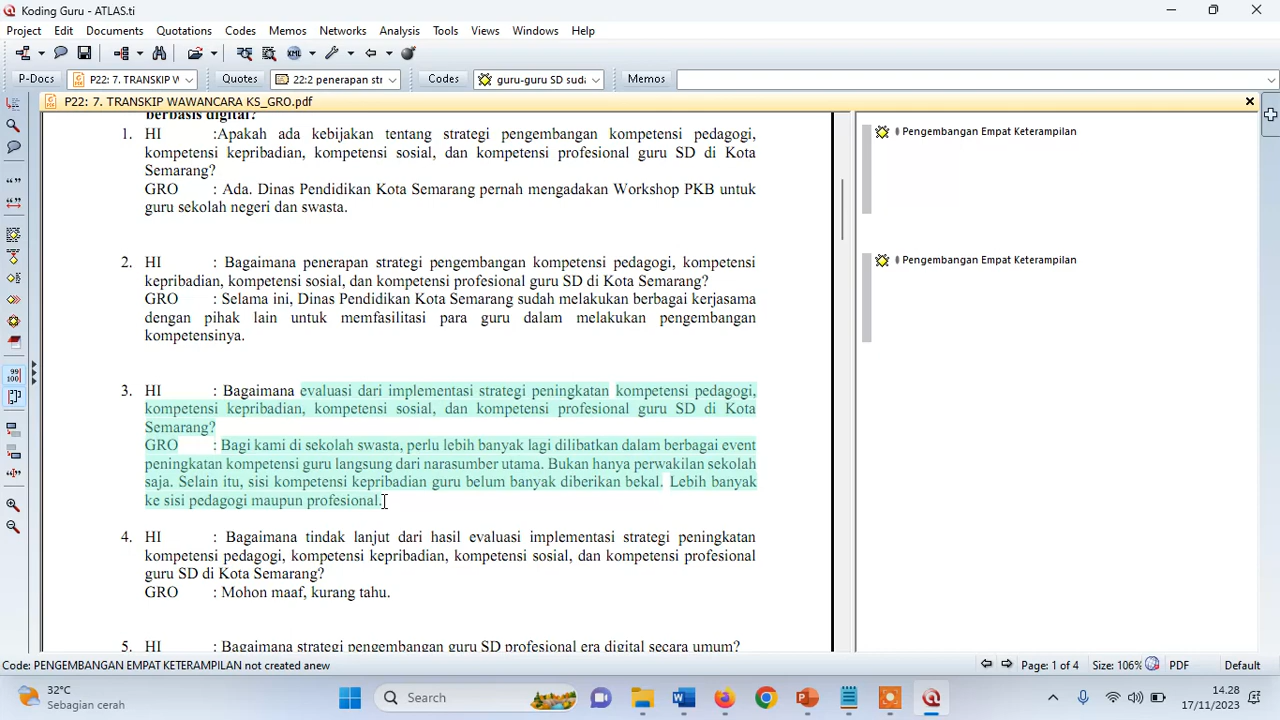 Koding Guru - ATLAS.ti
Project Edit Documents Quotations Codes Memos Networks Analysis Tools Views Windows Help
P-Docs P22: 7. TRANSKIP W Quotes 22:2 penerapan str Codes guru-guru SD suda Memos
P22: 7. TRANSKIP WAWANCARA KS_GRO.pdf
berbasis digital?
1. HI :Apakah ada kebijakan tentang strategi pengembangan kompetensi pedagogi,
kompetensi kepribadian, kompetensi sosial, dan kompetensi profesional guru SD di Kota
Semarang?
GRO : Ada. Dinas Pendidikan Kota Semarang pernah mengadakan Workshop PKB untuk
guru sekolah negeri dan swasta.
2. HI : Bagaimana penerapan strategi pengembangan kompetensi pedagogi, kompetensi
kepribadian, kompetensi sosial, dan kompetensi profesional guru SD di Kota Semarang?
GRO : Selama ini, Dinas Pendidikan Kota Semarang sudah melakukan berbagai kerjasama
dengan pihak lain untuk memfasilitasi para guru dalam melakukan pengembangan
kompetensinya.
3. HI : Bagaimana evaluasi dari implementasi strategi peningkatan kompetensi pedagogi,
kompetensi kepribadian, kompetensi sosial, dan kompetensi profesional guru SD di Kota
Semarang?
GRO : Bagi kami di sekolah swasta, perlu lebih banyak lagi dilibatkan dalam berbagai event
peningkatan kompetensi guru langsung dari narasumber utama. Bukan hanya perwakilan sekolah
saja. Selain itu, sisi kompetensi kepribadian guru belum banyak diberikan bekal. Lebih banyak
ke sisi pedagogi maupun profesional.
4. HI : Bagaimana tindak lanjut dari hasil evaluasi implementasi strategi peningkatan
kompetensi pedagogi, kompetensi kepribadian, kompetensi sosial, dan kompetensi profesional
guru SD di Kota Semarang?
GRO : Mohon maaf, kurang tahu.
5. HI : Bagaimana strategi pengembangan guru SD profesional era digital secara umum?
Pengembangan Empat Keterampilan
Pengembangan Empat Keterampilan
Code: PENGEMBANGAN EMPAT KETERAMPILAN not created anew
Page: 1 of 4 Size: 106% PDF Default
32°C
Sebagian cerah
Search
14.28
17/11/2023